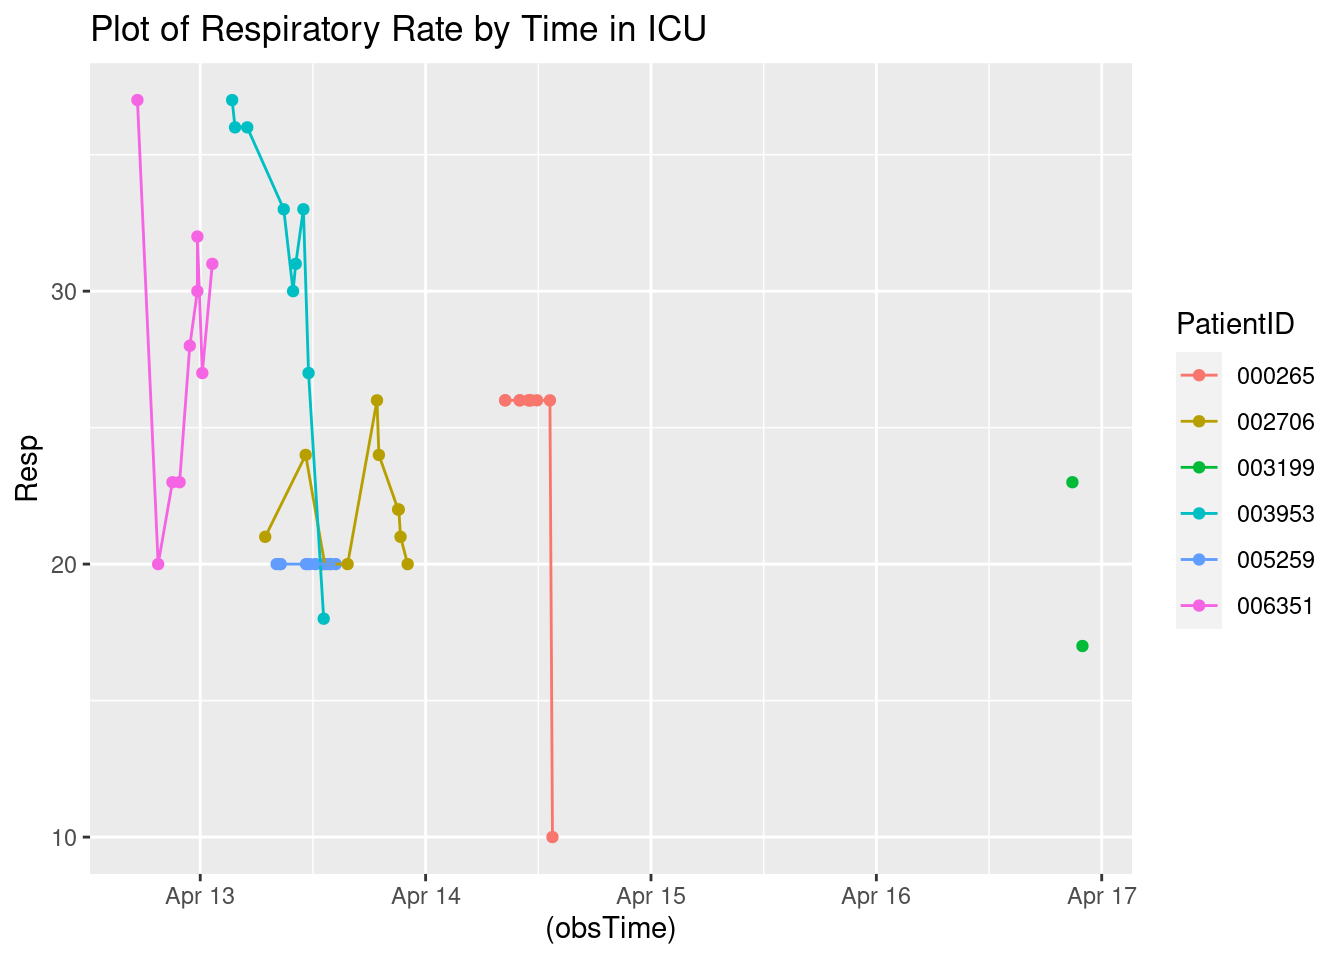 Plot of Respiratory Rate by Time in ICU
Resp
30
20
10
Apr 13 Apr 14 Apr 15 Apr 16 Apr 17
(obsTime)
PatientID
000265
002706
003199
003953
005259
006351